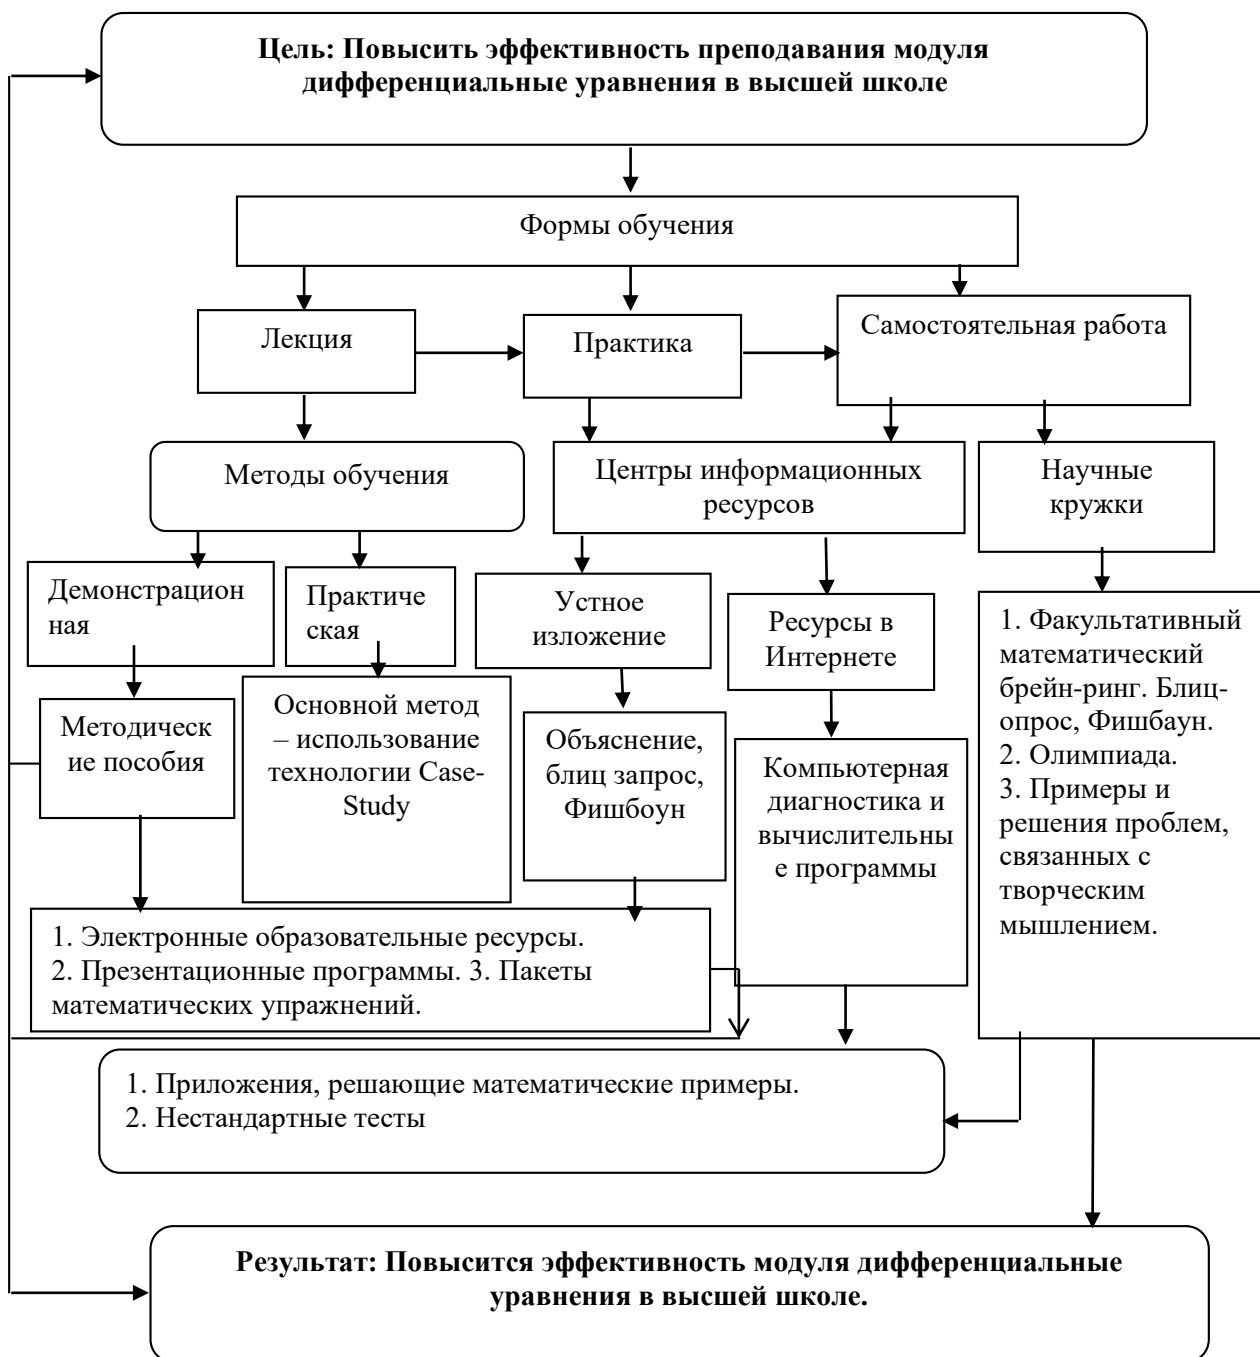 Цель: Повысить эффективность преподавания модуля
дифференциальные уравнения в высшей школе
Формы обучения
Лекция
Практика
Самостоятельная работа
Методы обучения
Центры информационных
ресурсов
Научные
кружки
Демонстрацион
ная
Практиче
ская
Устное
изложение
Ресурсы в
Интернете
1. Факультативный
математический
брейн-ринг. Блиц-
опрос, Фишбаун.
2. Олимпиада.
3. Примеры и
решения проблем,
связанных с
творческим
мышлением.
Методическ
ие пособия
Основной метод
– использование
технологии Case-
Study
Объяснение,
блиц запрос,
Фишбоун
Компьютерная
диагностика и
вычислительны
е программы
1. Электронные образовательные ресурсы.
2. Презентационные программы. 3. Пакеты
математических упражнений.
1. Приложения, решающие математические примеры.
2. Нестандартные тесты
Результат: Повысится эффективность модуля дифференциальные
уравнения в высшей школе.